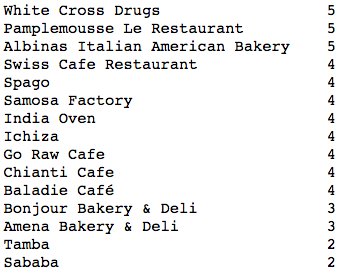 White Cross Drugs 5
Pamplemousse Le Restaurant 5
Albinas Italian American Bakery 5
Swiss Cafe Restaurant 4
Spago 4
Samosa Factory 4
India Oven 4
Ichiza 4
Go Raw Cafe 4
Chianti Cafe 4
Baladie Café 4
Bonjour Bakery & Deli 3
Amena Bakery & Deli 3
Tamba 2
Sababa 2